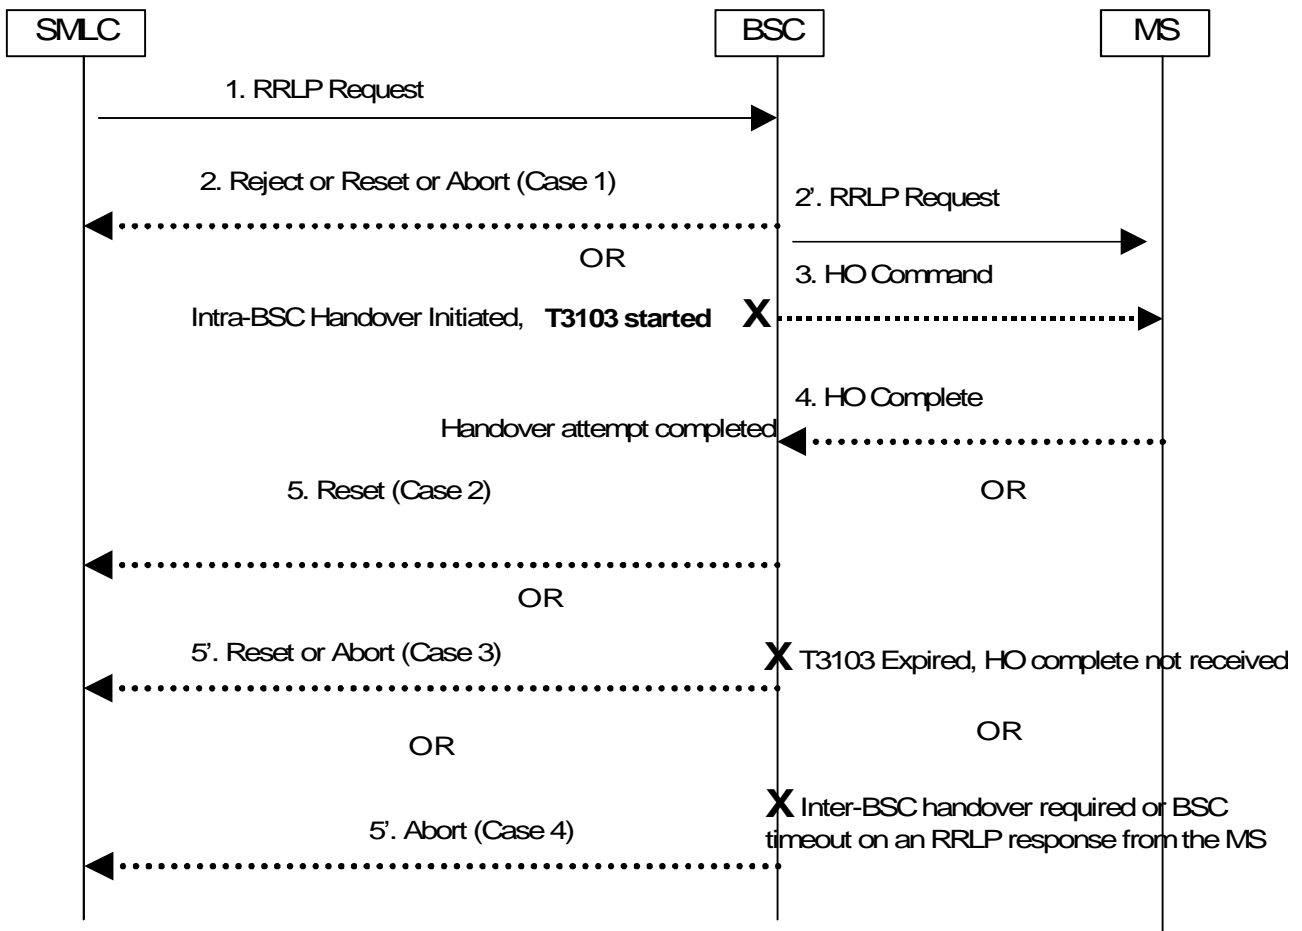 SMLC
BSC
MS
1. RRLP Request
2. Reject or Reset or Abort (Case 1)
2'. RRLP Request
OR
3. HO Command
Intra-BSC Handover Initiated, T3103 started X
4. HO Complete
Handover attempt completed
5. Reset (Case 2)
OR
OR
5'. Reset or Abort (Case 3)
X T3103 Expired, HO complete not received
OR
OR
X Inter-BSC handover required or BSC
timeout on an RRLP response from the MS
5'. Abort (Case 4)